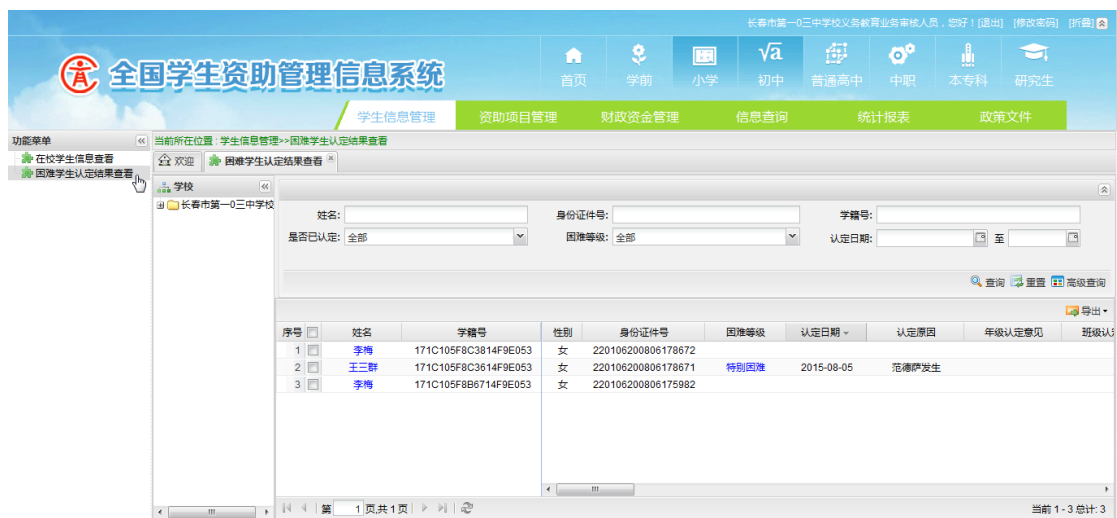 长春市第一0三中学校义务教育业务审核人员，您好！[退出] [修改密码] [折叠]
全国学生资助管理信息系统
首页 学前 小学 初中 普通高中 中职 本专科 研究生
学生信息管理 资助项目管理 财政资金管理 信息查询 统计报表 政策文件
功能菜单
当前所在位置：学生信息管理>>困难学生认定结果查看
在校学生信息查看
困难学生认定结果查看
欢迎 困难学生认定结果查看
学校
长春市第一0三中学校
姓名: 身份证件号: 学籍号:
是否已认定: 全部 困难等级: 全部 认定日期: 至
查询 重置 高级查询
导出
序号 姓名 学籍号 性别 身份证件号 困难等级 认定日期 认定原因 年级认定意见 班级认
1 李梅 171C105F8C3814F9E053 女 220106200806178672
2 王三群 171C105F8C3614F9E053 女 220106200806178671 特别困难 2015-08-05 范德萨发生
3 李梅 171C105F8B6714F9E053 女 220106200806175982
第 1 页,共 1 页
当前 1 - 3 总计: 3